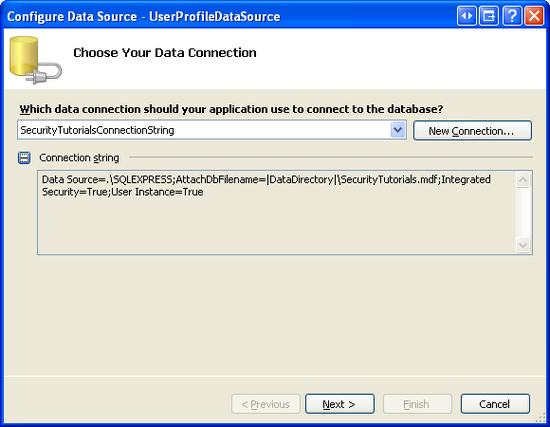 Configure Data Source - UserProfileDataSource
Choose Your Data Connection
Which data connection should your application use to connect to the database?
SecurityTutorialsConnectionString
New Connection...
Connection string
Data Source=.\SQLEXPRESS;AttachDbFilename=|DataDirectory|\SecurityTutorials.mdf;Integrated
Security=True;User Instance=True
< Previous
Next >
Finish
Cancel